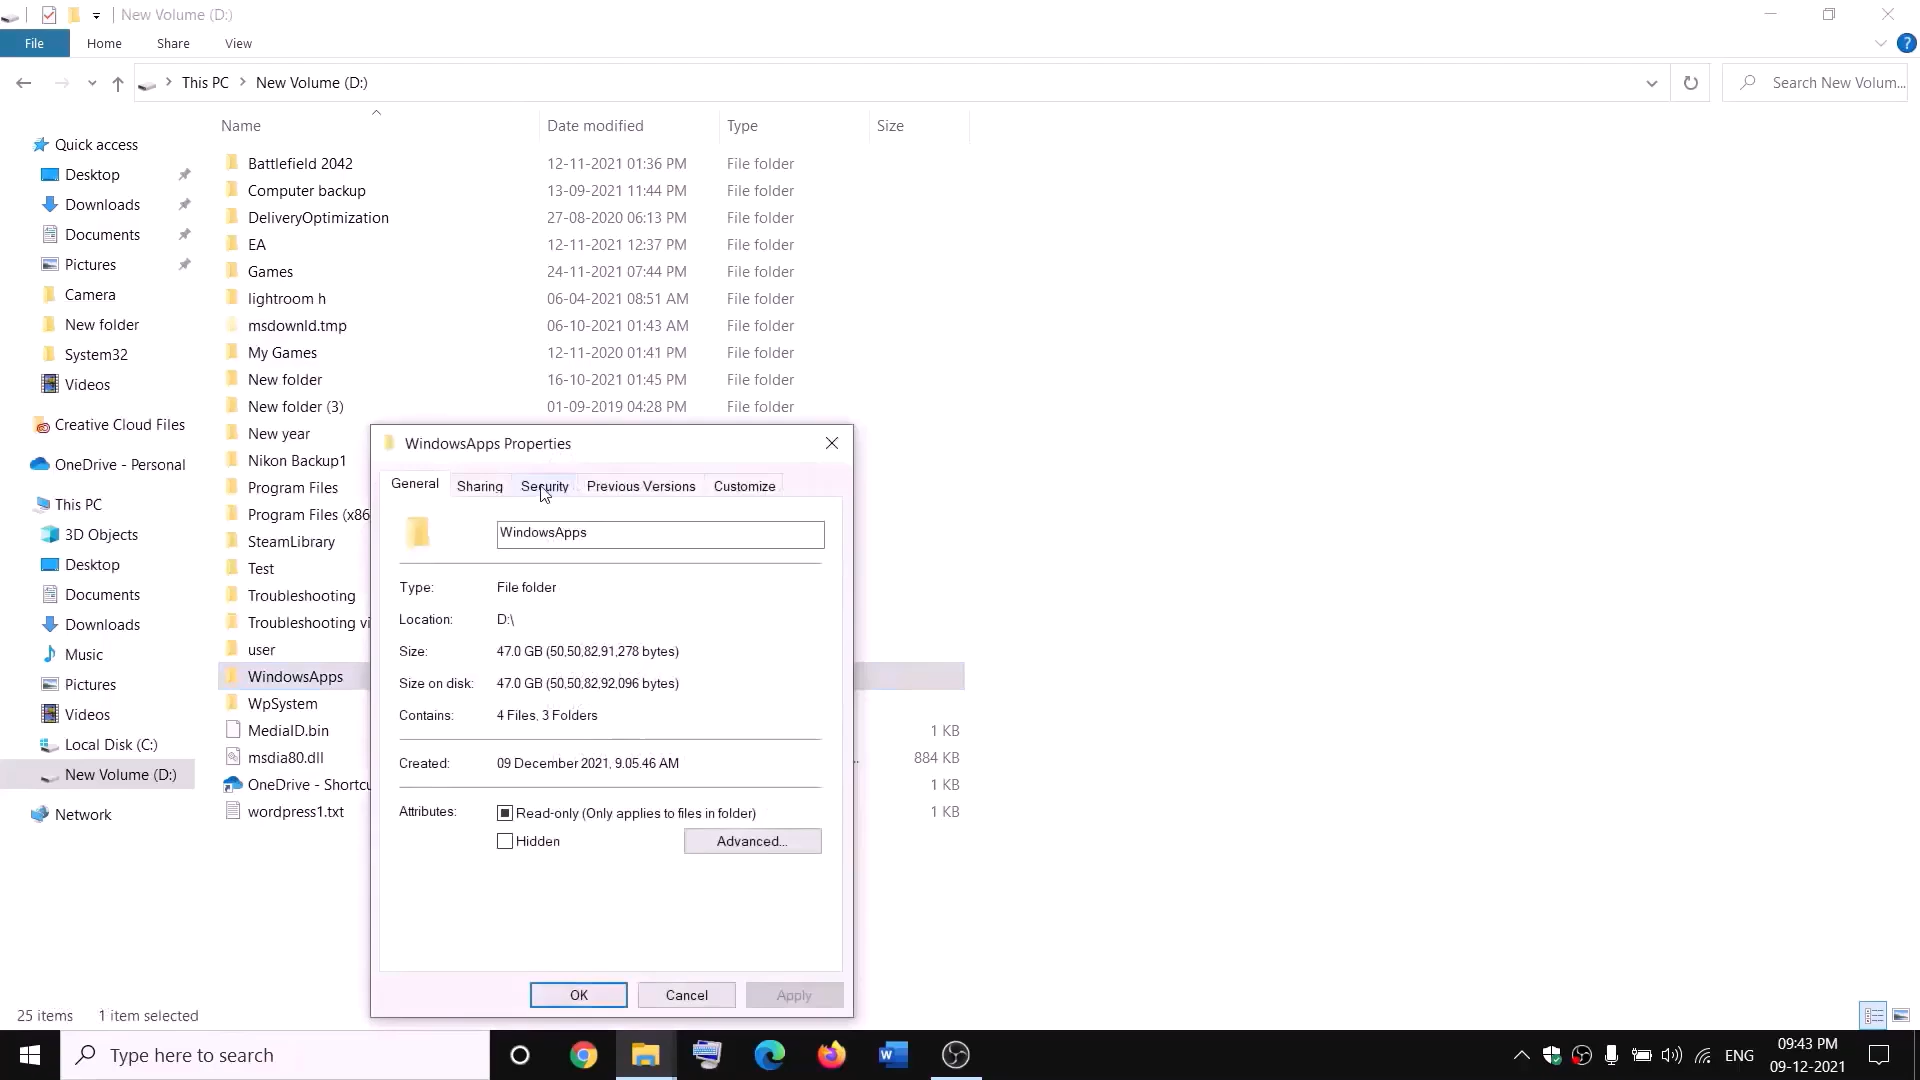 New Volume (D:)
File Home Share View
This PC New Volume (D:) Search New Volum...
Name Date modified Type Size
Quick access
Desktop
Downloads
Documents
Pictures
Camera
New folder
System32
Videos
Creative Cloud Files
OneDrive - Personal
This PC
3D Objects
Desktop
Documents
Downloads
Music
Pictures
Videos
Local Disk (C:)
New Volume (D:)
Network
Battlefield 2042 12-11-2021 01:36 PM File folder
Computer backup 13-09-2021 11:44 PM File folder
DeliveryOptimization 27-08-2020 06:13 PM File folder
EA 12-11-2021 12:37 PM File folder
Games 24-11-2021 07:44 PM File folder
lightroom h 06-04-2021 08:51 AM File folder
msdownld.tmp 06-10-2021 01:43 AM File folder
My Games 12-11-2020 01:41 PM File folder
New folder 16-10-2021 01:45 PM File folder
New folder (3) 01-09-2019 04:28 PM File folder
New year
Nikon Backup1
Program Files
Program Files (x86
SteamLibrary
Test
Troubleshooting
Troubleshooting vi
user
WindowsApps
WpSystem
MediaID.bin 1 KB
msdia80.dll .. 884 KB
OneDrive - Shortcu 1 KB
wordpress1.txt 1 KB
WindowsApps Properties
General Sharing Security Previous Versions Customize
WindowsApps
Type: File folder
Location: D:\
Size: 47.0 GB (50,50,82,91,278 bytes)
Size on disk: 47.0 GB (50,50,82,92,096 bytes)
Contains: 4 Files, 3 Folders
Created: 09 December 2021, 9.05.46 AM
Attributes: Read-only (Only applies to files in folder)
Hidden Advanced...
OK Cancel Apply
25 items 1 item selected
Type here to search
ENG 09:43 PM
09-12-2021